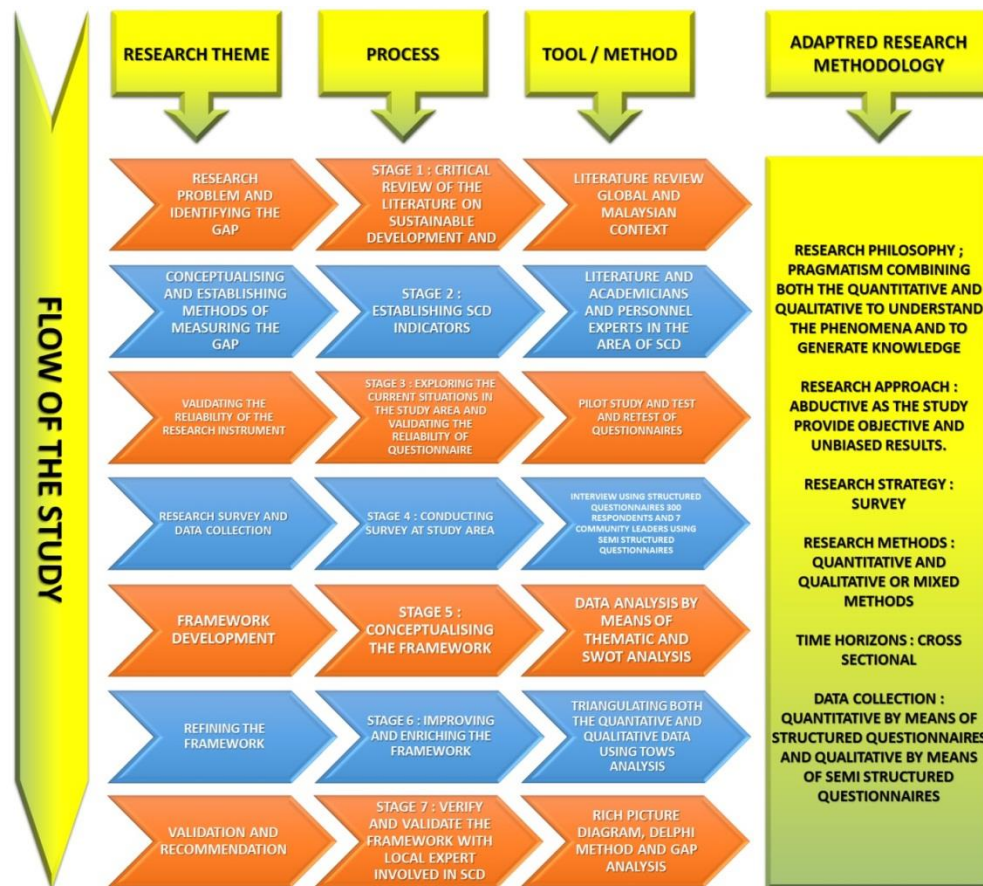 FLOW OF THE STUDY
RESEARCH THEME
PROCESS
TOOL / METHOD
ADAPTRED RESEARCH
METHODOLOGY
RESEARCH
PROBLEM AND
IDENTIFYING THE
GAP
STAGE 1 : CRITICAL
REVIEW OF THE
LITERATURE ON
SUSTAINABLE
DEVELOPMENT AND
LITERATURE REVIEW
GLOBAL AND
MALAYSIAN
CONTEXT
CONCEPTUALISING
AND ESTABLISHING
METHODS OF
MEASURING THE
GAP
STAGE 2 :
ESTABLISHING SCD
INDICATORS
LITERATURE AND
ACADEMICIANS
AND PERSONNEL
EXPERTS IN THE
AREA OF SCD
VALIDATING THE
RELIABILITY OF THE
RESEARCH INSTRUMENT
STAGE 3 : EXPLORING THE
CURRENT SITUATIONS IN
THE STUDY AREA AND
VALIDATING THE
RELIABILITY OF
QUESTIONNAIRE
PILOT STUDY AND TEST
AND RETEST OF
QUESTIONNAIRES
RESEARCH SURVEY AND
DATA COLLECTION
STAGE 4 : CONDUCTING
SURVEY AT STUDY AREA
INTERVIEW USING STRUCTURED
QUESTIONNAIRES 300
RESPONDENTS AND 7
COMMUNITY LEADERS USING
SEMI STRUCTURED
QUESTIONNAIRES
FRAMEWORK
DEVELOPMENT
STAGE 5 :
CONCEPTUALISING
THE FRAMEWORK
DATA ANALYSIS BY
MEANS OF
THEMATIC AND
SWOT ANALYSIS
REFINING THE
FRAMEWORK
STAGE 6 : IMPROVING
AND ENRICHING THE
FRAMEWORK
TRIANGULATING BOTH
THE QUANTATIVE AND
QUALITATIVE DATA
USING TOWS
ANALYSIS
VALIDATION AND
RECOMMENDATION
STAGE 7 : VERIFY
AND VALIDATE THE
FRAMEWORK WITH
LOCAL EXPERT
INVOLVED IN SCD
RICH PICTURE
DIAGRAM, DELPHI
METHOD AND GAP
ANALYSIS
RESEARCH PHILOSOPHY ;
PRAGMATISM COMBINING
BOTH THE QUANTITATIVE AND
QUALITATIVE TO UNDERSTAND
THE PHENOMENA AND TO
GENERATE KNOWLEDGE
RESEARCH APPROACH :
ABDUCTIVE AS THE STUDY
PROVIDE OBJECTIVE AND
UNBIASED RESULTS.
RESEARCH STRATEGY :
SURVEY
RESEARCH METHODS :
QUANTITATIVE AND
QUALITATIVE OR MIXED
METHODS
TIME HORIZONS : CROSS
SECTIONAL
DATA COLLECTION :
QUANTITATIVE BY MEANS OF
STRUCTURED QUESTIONNAIRES
AND QUALITATIVE BY MEANS
OF SEMI STRUCTURED
QUESTIONNAIRES